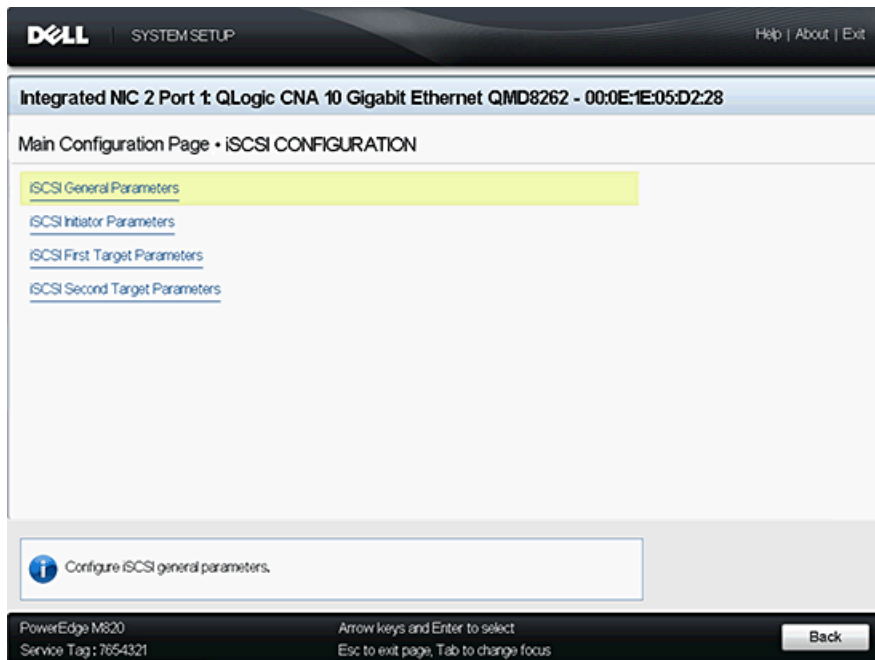 DELL SYSTEM SETUP Help | About | Exit
Integrated NIC 2 Port 1: QLogic CNA 10 Gigabit Ethernet QMD8262 - 00:0E:1E:05:D2:28
Main Configuration Page • iSCSI CONFIGURATION
iSCSI General Parameters
iSCSI Initiator Parameters
iSCSI First Target Parameters
iSCSI Second Target Parameters
Configure iSCSI general parameters.
PowerEdge M820 Arrow keys and Enter to select
Service Tag : 7654321 Esc to exit page, Tab to change focus
Back